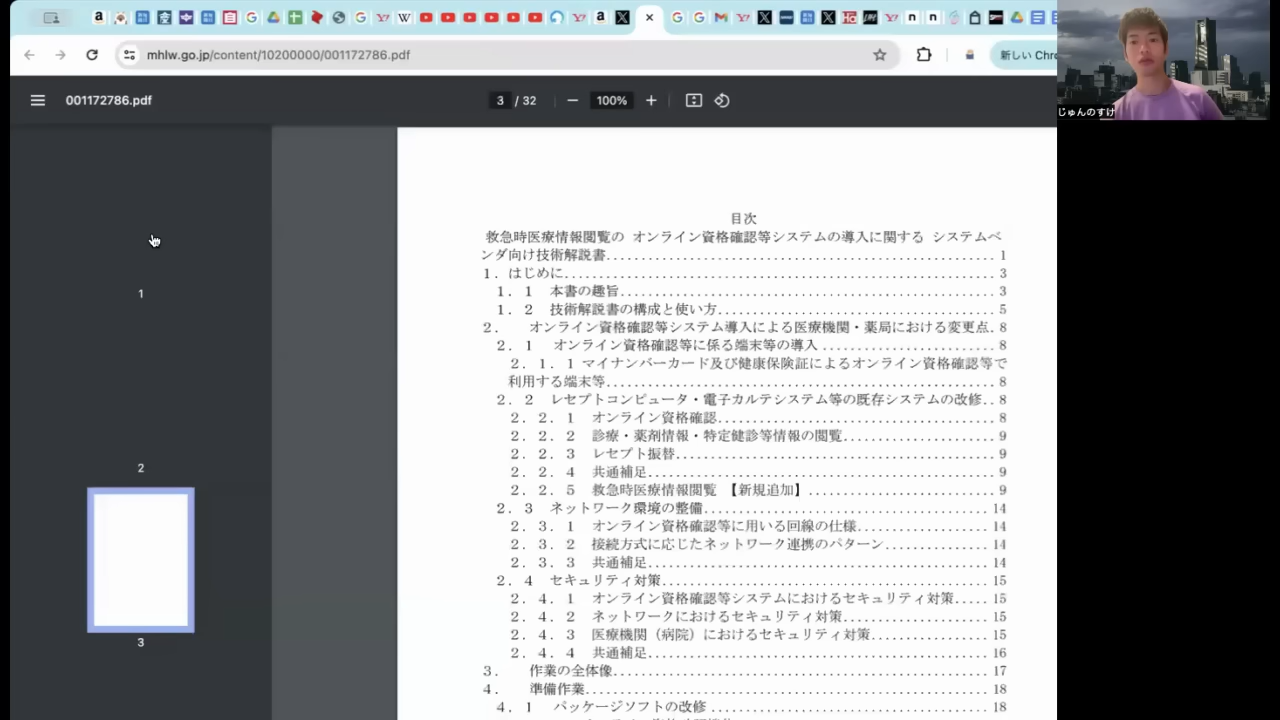 mhlw.go.jp/content/10200000/001172786.pdf
新しい Chr
001172786.pdf
3 / 32
100%
じゅんのすけ
目次
救急時医療情報閲覧の オンライン資格確認等システムの導入に関する システムベ
ンダ向け技術解説書 1
1. はじめに 3
1. 1 本書の趣旨 3
1. 2 技術解説書の構成と使い方 5
2. オンライン資格確認等システム導入による医療機関・薬局における変更点. 8
2. 1 オンライン資格確認等に係る端末等の導入 8
2. 1. 1 マイナンバーカード及び健康保険証によるオンライン資格確認等で
利用する端末等 8
2. 2 レセプトコンピュータ・電子カルテシステム等の既存システムの改修.. 8
2. 2. 1 オンライン資格確認 8
2. 2. 2 診療・薬剤情報・特定健診等情報の閲覧 9
2. 2. 3 レセプト振替 9
2. 2. 4 共通補足 9
2. 2. 5 救急時医療情報閲覧 【新規追加】 9
2. 3 ネットワーク環境の整備 14
2. 3. 1 オンライン資格確認等に用いる回線の仕様 14
2. 3. 2 接続方式に応じたネットワーク連携のパターン 14
2. 3. 3 共通補足 14
2. 4 セキュリティ対策 15
2. 4. 1 オンライン資格確認等システムにおけるセキュリティ対策 15
2. 4. 2 ネットワークにおけるセキュリティ対策 15
2. 4. 3 医療機関（病院）におけるセキュリティ対策 15
2. 4. 4 共通補足 16
3. 作業の全体像 17
4. 準備作業 18
4. 1 パッケージソフトの改修 18
1
2
3